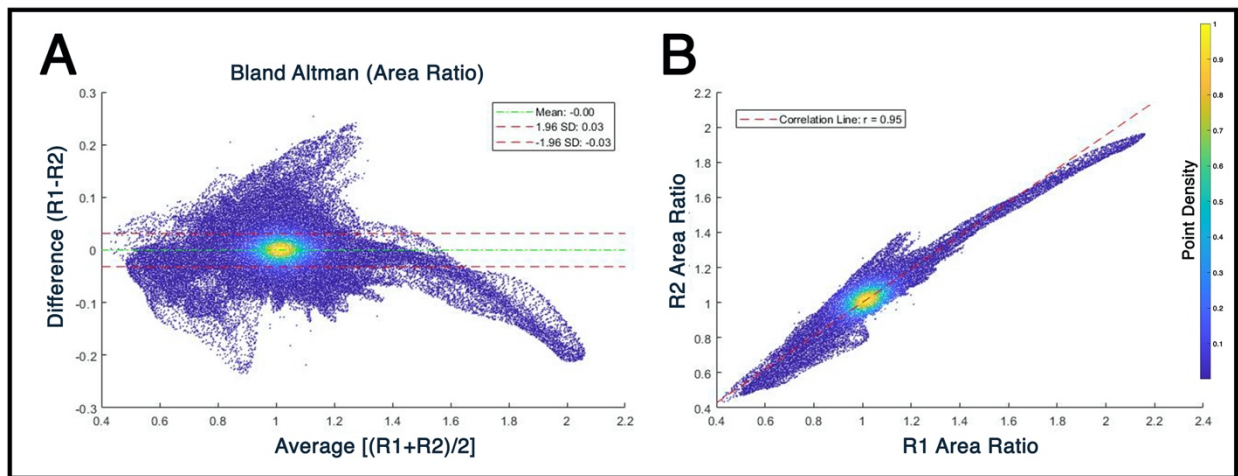 A
Bland Altman (Area Ratio)
Difference (R1-R2)
0.3
0.2
0.1
0
-0.1
-0.2
-0.3
Mean: -0.00
1.96 SD: 0.03
-1.96 SD: -0.03
0.4 0.6 0.8 1 1.2 1.4 1.6 1.8 2 2.2
Average [(R1+R2)/2]
B
R2 Area Ratio
2.2
2
1.8
1.6
1.4
1.2
1
0.8
0.6
0.4
Correlation Line: r = 0.95
0.4 0.6 0.8 1 1.2 1.4 1.6 1.8 2 2.2 2.4
R1 Area Ratio
Point Density
1
0.9
0.8
0.7
0.6
0.5
0.4
0.3
0.2
0.1